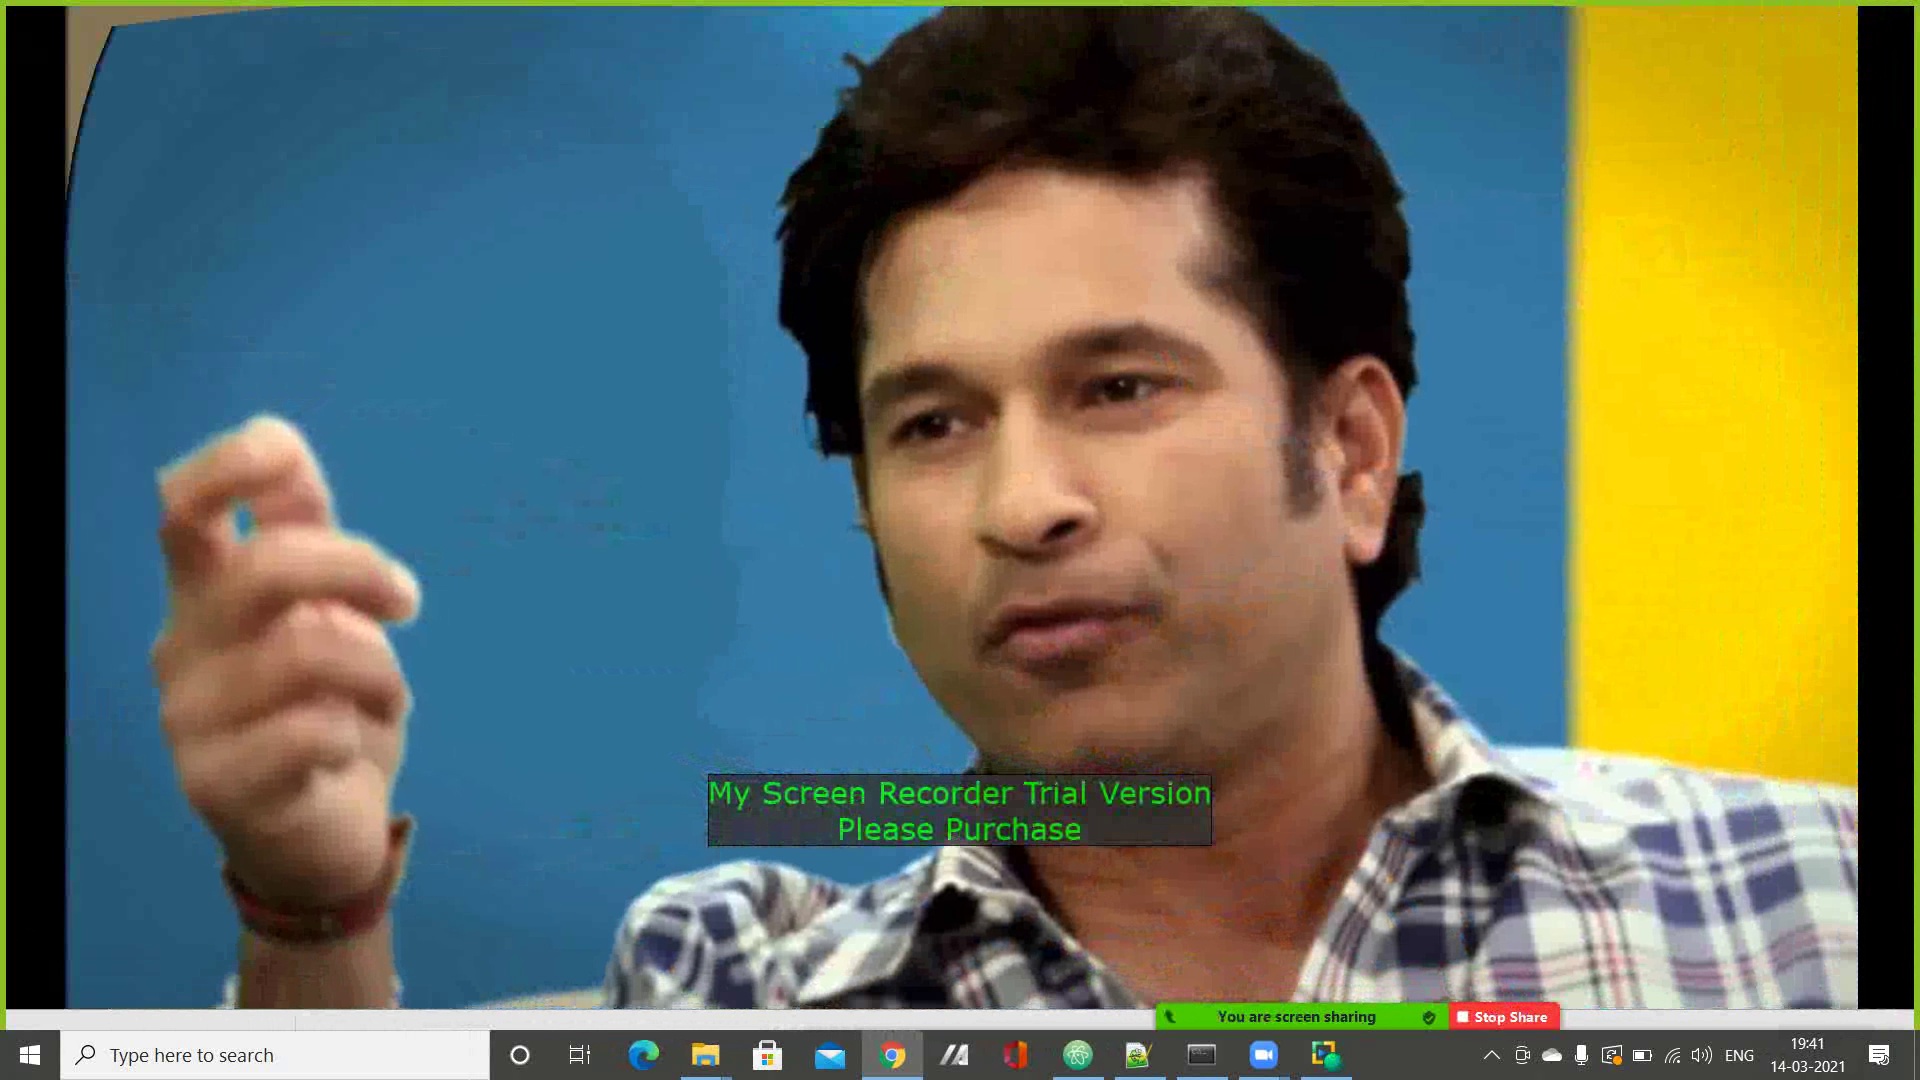 My Screen Recorder Trial Version
Please Purchase
You are screen sharing
Stop Share
Type here to search
ENG
19:41
14-03-2021